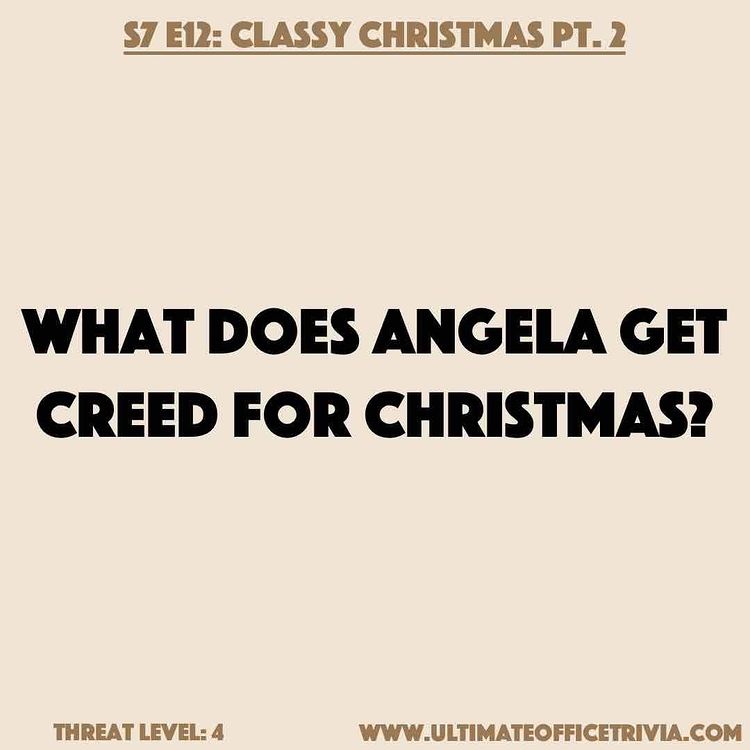 S7 E12: CLASSY CHRISTMAS PT. 2
WHAT DOES ANGELA GET
CREED FOR CHRISTMAS?
THREAT LEVEL: 4
WWW.ULTIMATEOFFICETRIVIA.COM